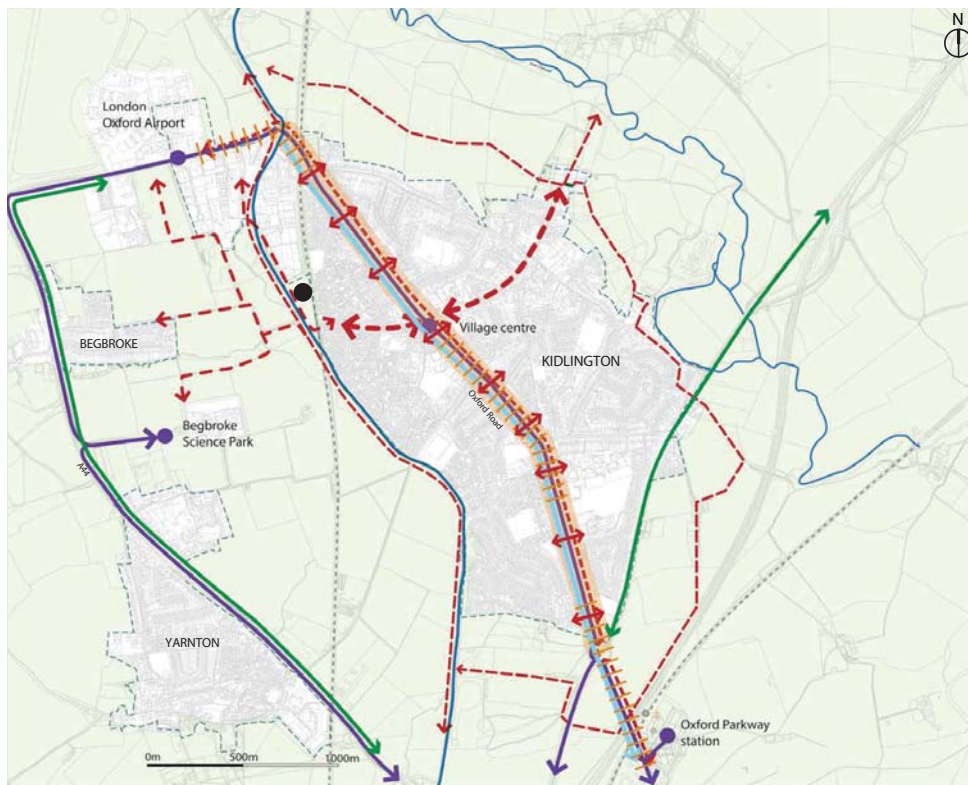 N
London
Oxford Airport
Village centre
KIDLINGTON
BEGBROKE
Oxford Road
Begbroke
Science Park
A44
YARNTON
Oxford Parkway
station
0m
500m
1000m